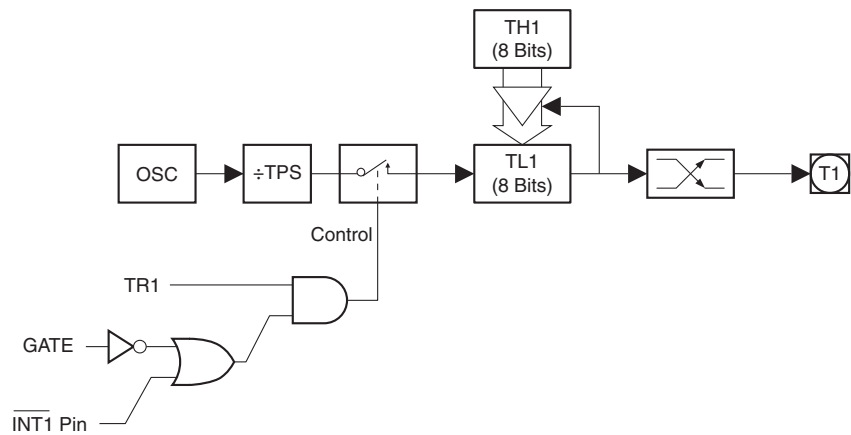 TH1
(8 Bits)
OSC
÷TPS
TL1
(8 Bits)
T1
Control
TR1
GATE
INT1 Pin